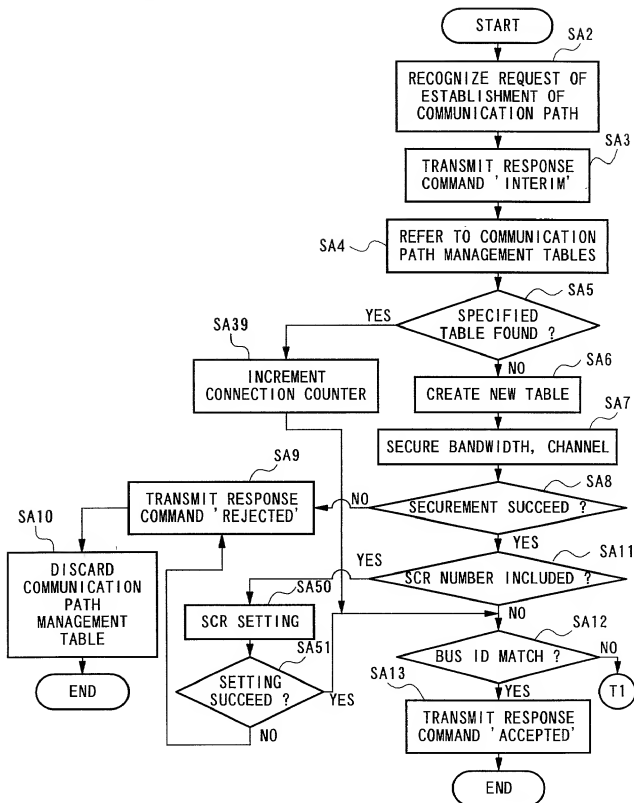 START
SA2
RECOGNIZE REQUEST OF
ESTABLISHMENT OF
COMMUNICATION PATH
SA3
TRANSMIT RESPONSE
COMMAND 'INTERIM'
SA4
REFER TO COMMUNICATION
PATH MANAGEMENT TABLES
SA5
YES
SPECIFIED
TABLE FOUND ?
NO
SA39
INCREMENT
CONNECTION COUNTER
SA6
CREATE NEW TABLE
SA7
SECURE BANDWIDTH, CHANNEL
SA8
SECUREMENT SUCCEED ?
NO
YES
SA9
TRANSMIT RESPONSE
COMMAND 'REJECTED'
SA10
DISCARD
COMMUNICATION
PATH
MANAGEMENT
TABLE
END
SA11
YES
SCR NUMBER INCLUDED ?
NO
SA50
SCR SETTING
SA51
SETTING
SUCCEED ?
YES
NO
SA12
BUS ID MATCH ?
NO
T1
YES
SA13
TRANSMIT RESPONSE
COMMAND 'ACCEPTED'
END